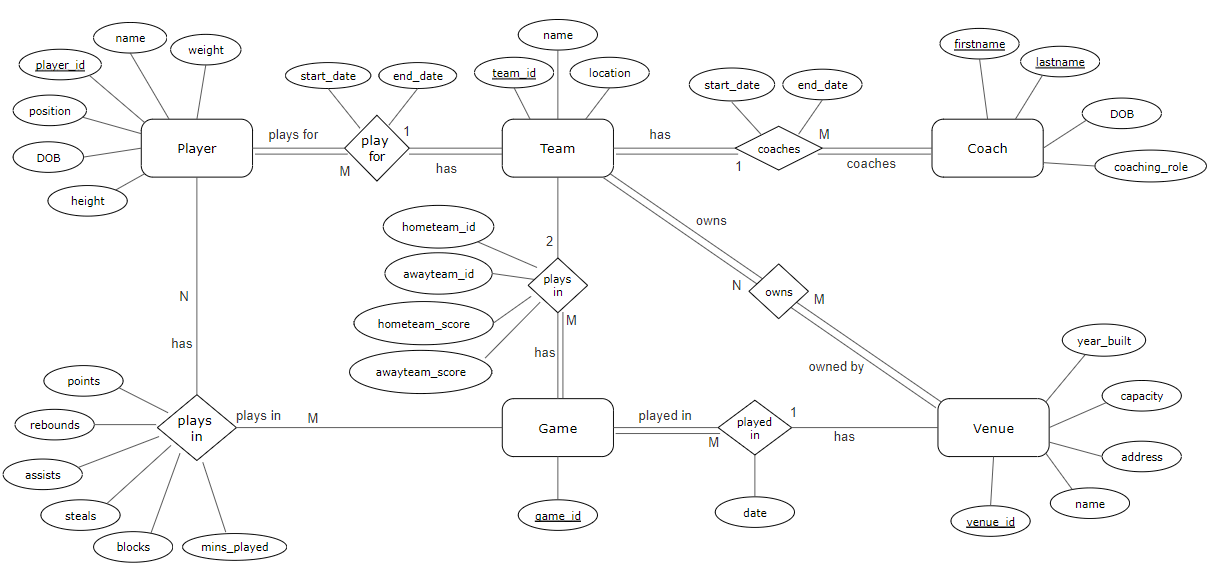 name
player_id
weight
position
DOB
height
Player
start_date
end_date
plays for
play
for
1
M
has
name
team_id
location
Team
has
1
start_date
end_date
coaches
M
coaches
firstname
lastname
DOB
coaching_role
Coach
hometeam_id
awayteam_id
hometeam_score
awayteam_score
2
plays
in
M
has
owns
N
owns
M
owned by
N
has
points
rebounds
assists
steals
blocks
mins_played
plays
in
plays in
M
Game
game_id
played in
M
played
in
1
has
date
Venue
year_built
capacity
address
name
venue_id